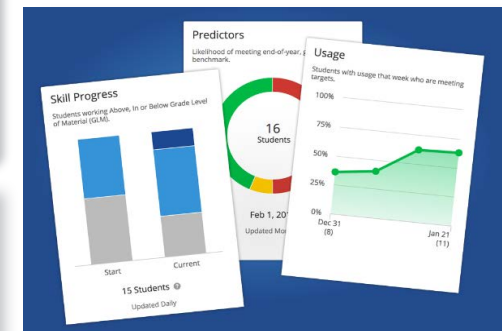 Skill Progress
Students working Above, In or Below Grade Level
of Material (GLM).
Start
Current
15 Students
Updated Daily
Predictors
Likelihood of meeting end-of-year,
benchmark.
16
Students
Feb 1,
Updated
Usage
Students with usage that week who are meeting
targets.
100%
75%
50%
25%
0%
Dec 31
(8)
Jan 21
(11)